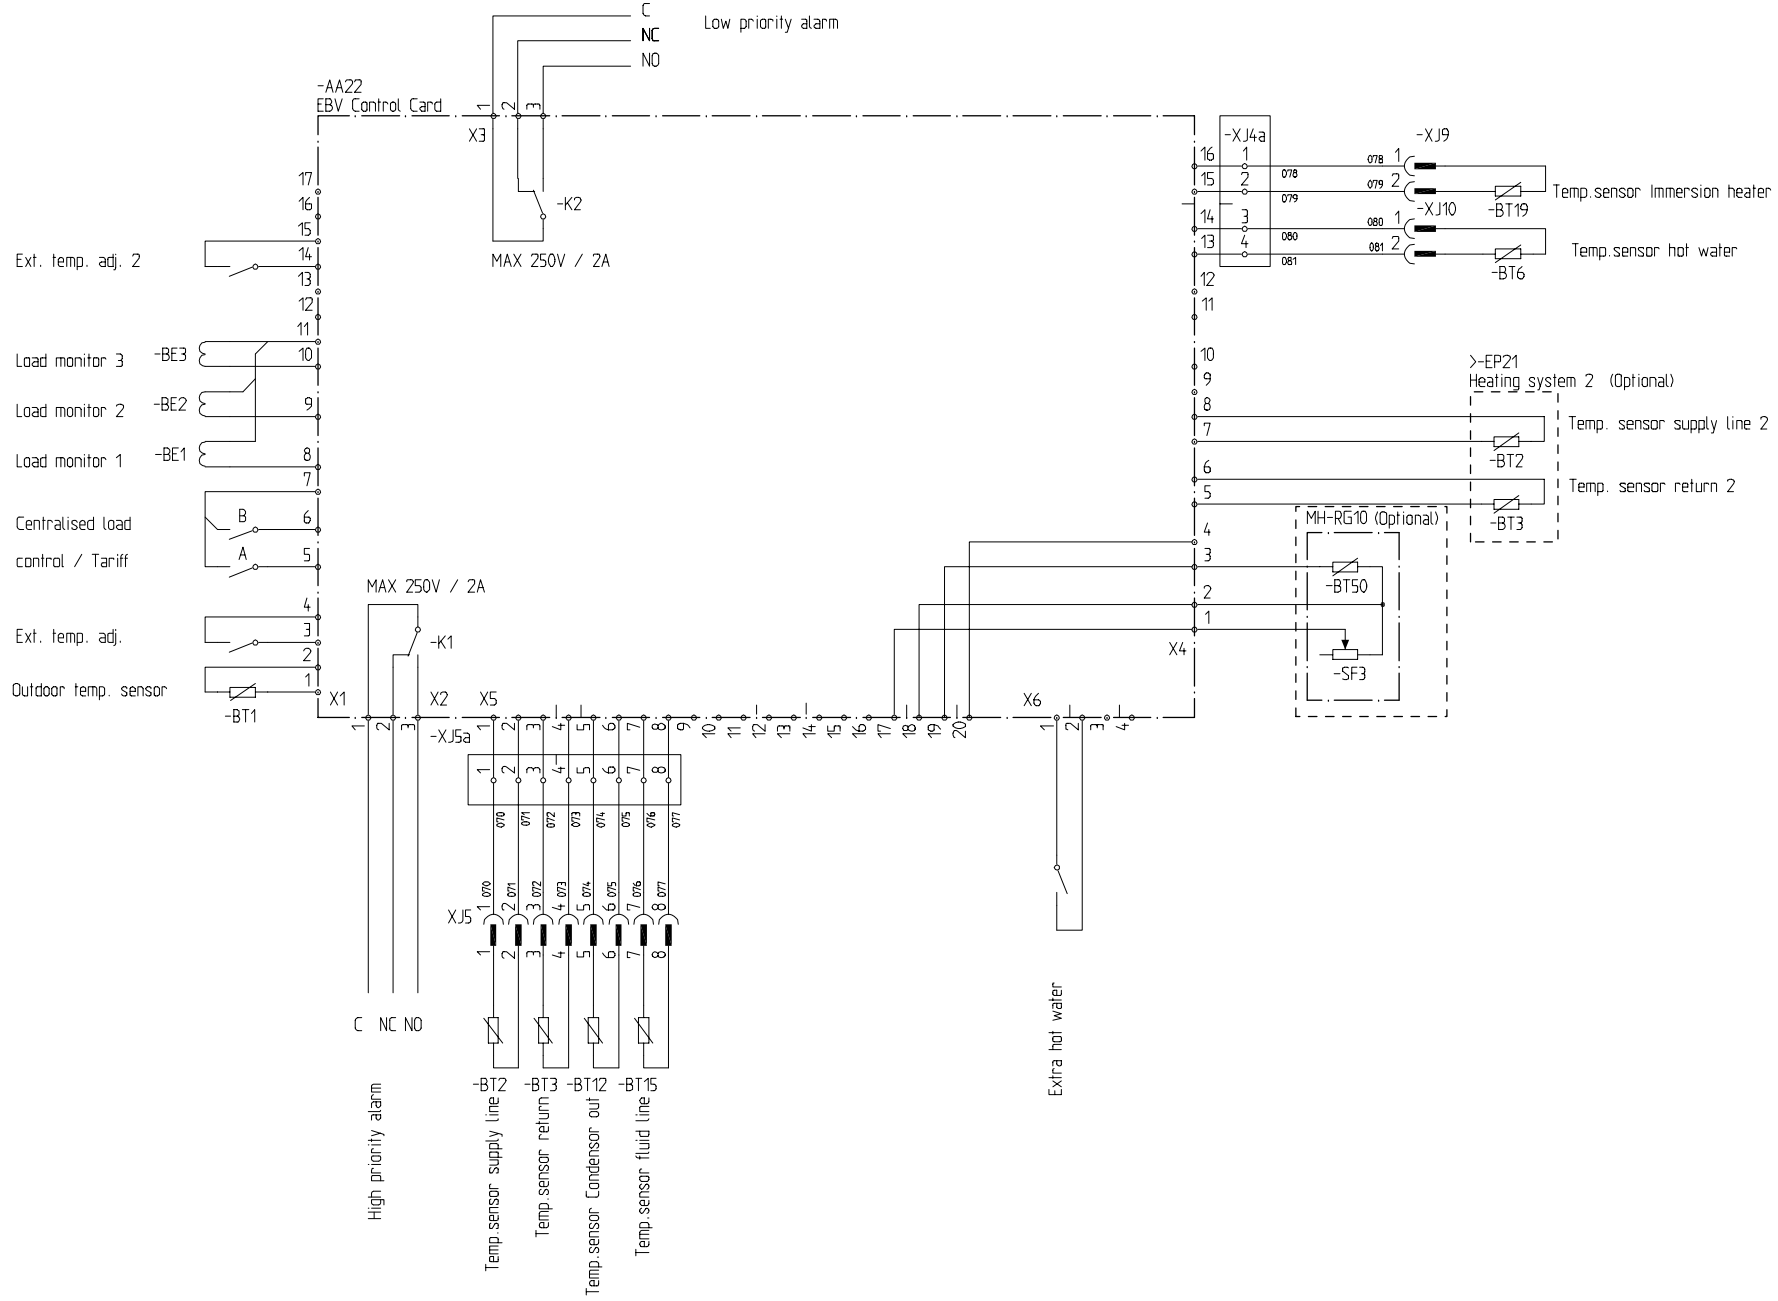 C
Low priority alarm
NC
NO
-AA22
EBV Control Card
1 2 3
X3
-K2
MAX 250V / 2A
17
16
15
Ext. temp. adj. 2
14
13
12
11
Load monitor 3 -BE3 10
Load monitor 2 -BE2 9
Load monitor 1 -BE1 8
7
Centralised load B 6
control / Tariff A 5
4
Ext. temp. adj. 3
2
Outdoor temp. sensor 1
-BT1
X1
MAX 250V / 2A
-K1
X2
1 2 3
C NC NO
High priority alarm
X5
-XJ5a
1 2 3 4 5 6 7 8 9 10 11 12 13 14 15 16 17 18 19 20
1 2 3 4 5 6 7 8
070 071 072 073 074 075 076 077
070 071 072 073 074 075 076 077
XJ5
1 2 3 4 5 6 7 8
1 2 3 4 5 6 7 8
-BT2 -BT3 -BT12 -BT15
Temp.sensor supply line
Temp.sensor return
Temp.sensor Condensor out
Temp.sensor fluid line
X6
1 2 3 4
Extra hot water
-XJ4a
-XJ9
16 1 078 078 1
15 2 079 079 2
-BT19
Temp.sensor Immersion heater
-XJ10
14 3 080 080 1
13 4 081 081 2
-BT6
Temp.sensor hot water
12
11
10
9
8
7
6
5
4
3
2
1
X4
>-EP21
Heating system 2 (Optional)
Temp. sensor supply line 2
-BT2
Temp. sensor return 2
-BT3
MH-RG10 (Optional)
-BT50
-SF3